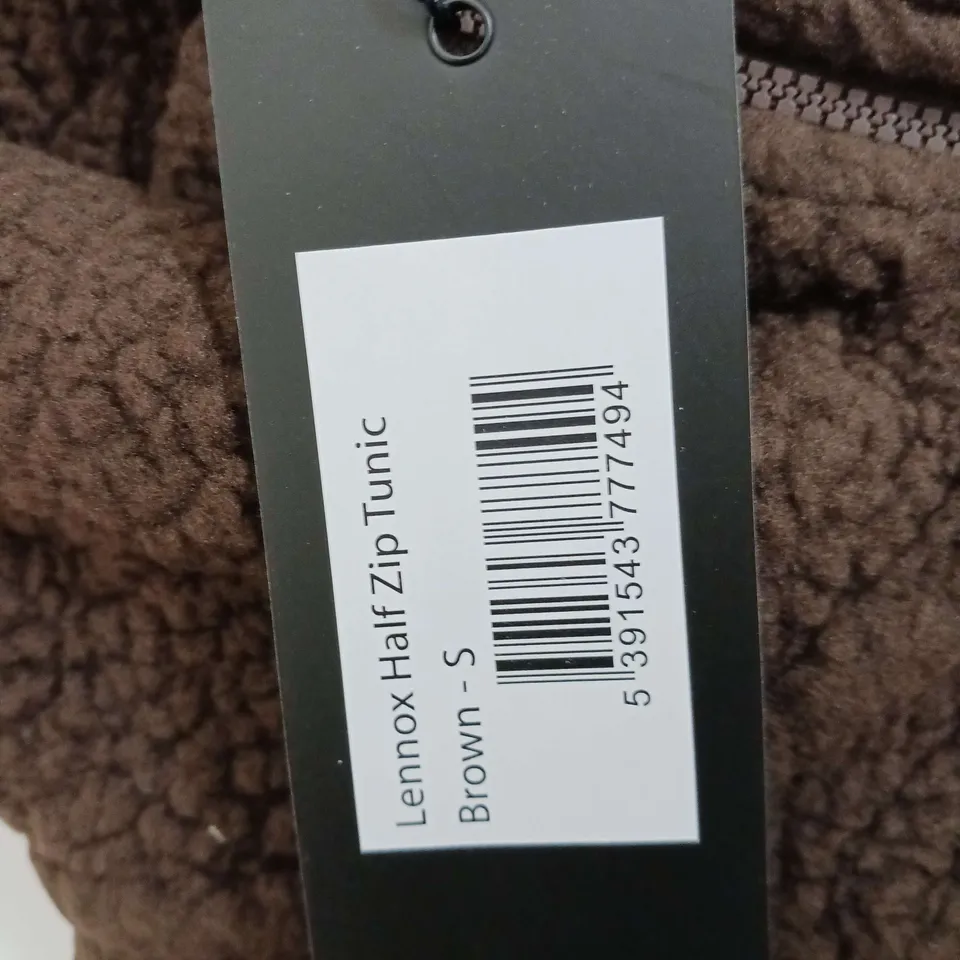 Lennox Half Zip Tunic
Brown - S
5 391543 777494